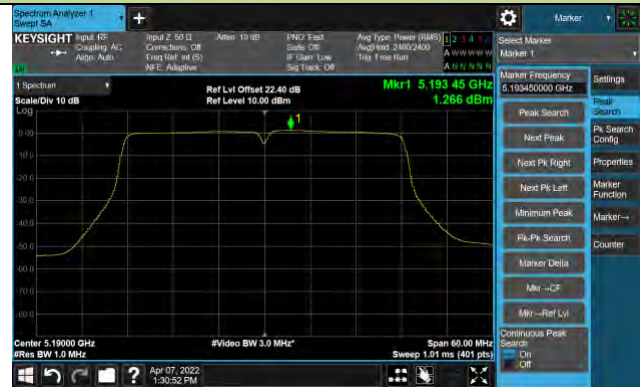 Spectrum Analyzer 1
Swept SA
+
Marker
KEYSIGHT
Input: RF
Coupling: AC
Align: Auto
Input Z: 50 Ω
Corrections: Off
Freq Ref: Int (S)
NFE: Adaptive
Atten: 10 dB
PNO: Fast
Gate: Off
IF Gain: Low
Sig Track: Off
Avg Type: Power (RMS)
Avg|Hold: 2400/2400
Trig: Free Run
1 2 3 4 5 6
A W W W W W
A N N N N N
Select Marker
Marker 1
1 Spectrum
Scale/Div 10 dB
Log
Ref Lvl Offset 22.40 dB
Ref Level 10.00 dBm
Mkr1 5.193 45 GHz
1.266 dBm
1
0.00
-10.0
-20.0
-30.0
-40.0
-50.0
-60.0
Center 5.19000 GHz
#Res BW 1.0 MHz
#Video BW 3.0 MHz*
Span 60.00 MHz
Sweep 1.01 ms (401 pts)
Marker Frequency
5.193450000 GHz
Peak Search
Next Peak
Next Pk Right
Next Pk Left
Minimum Peak
Pk-Pk Search
Marker Delta
Mkr→CF
Mkr→Ref Lvl
Continuous Peak
Search
On
Off
Settings
Peak
Search
Pk Search
Config
Properties
Marker
Function
Marker→
Counter
?
Apr 07, 2022
1:30:52 PM